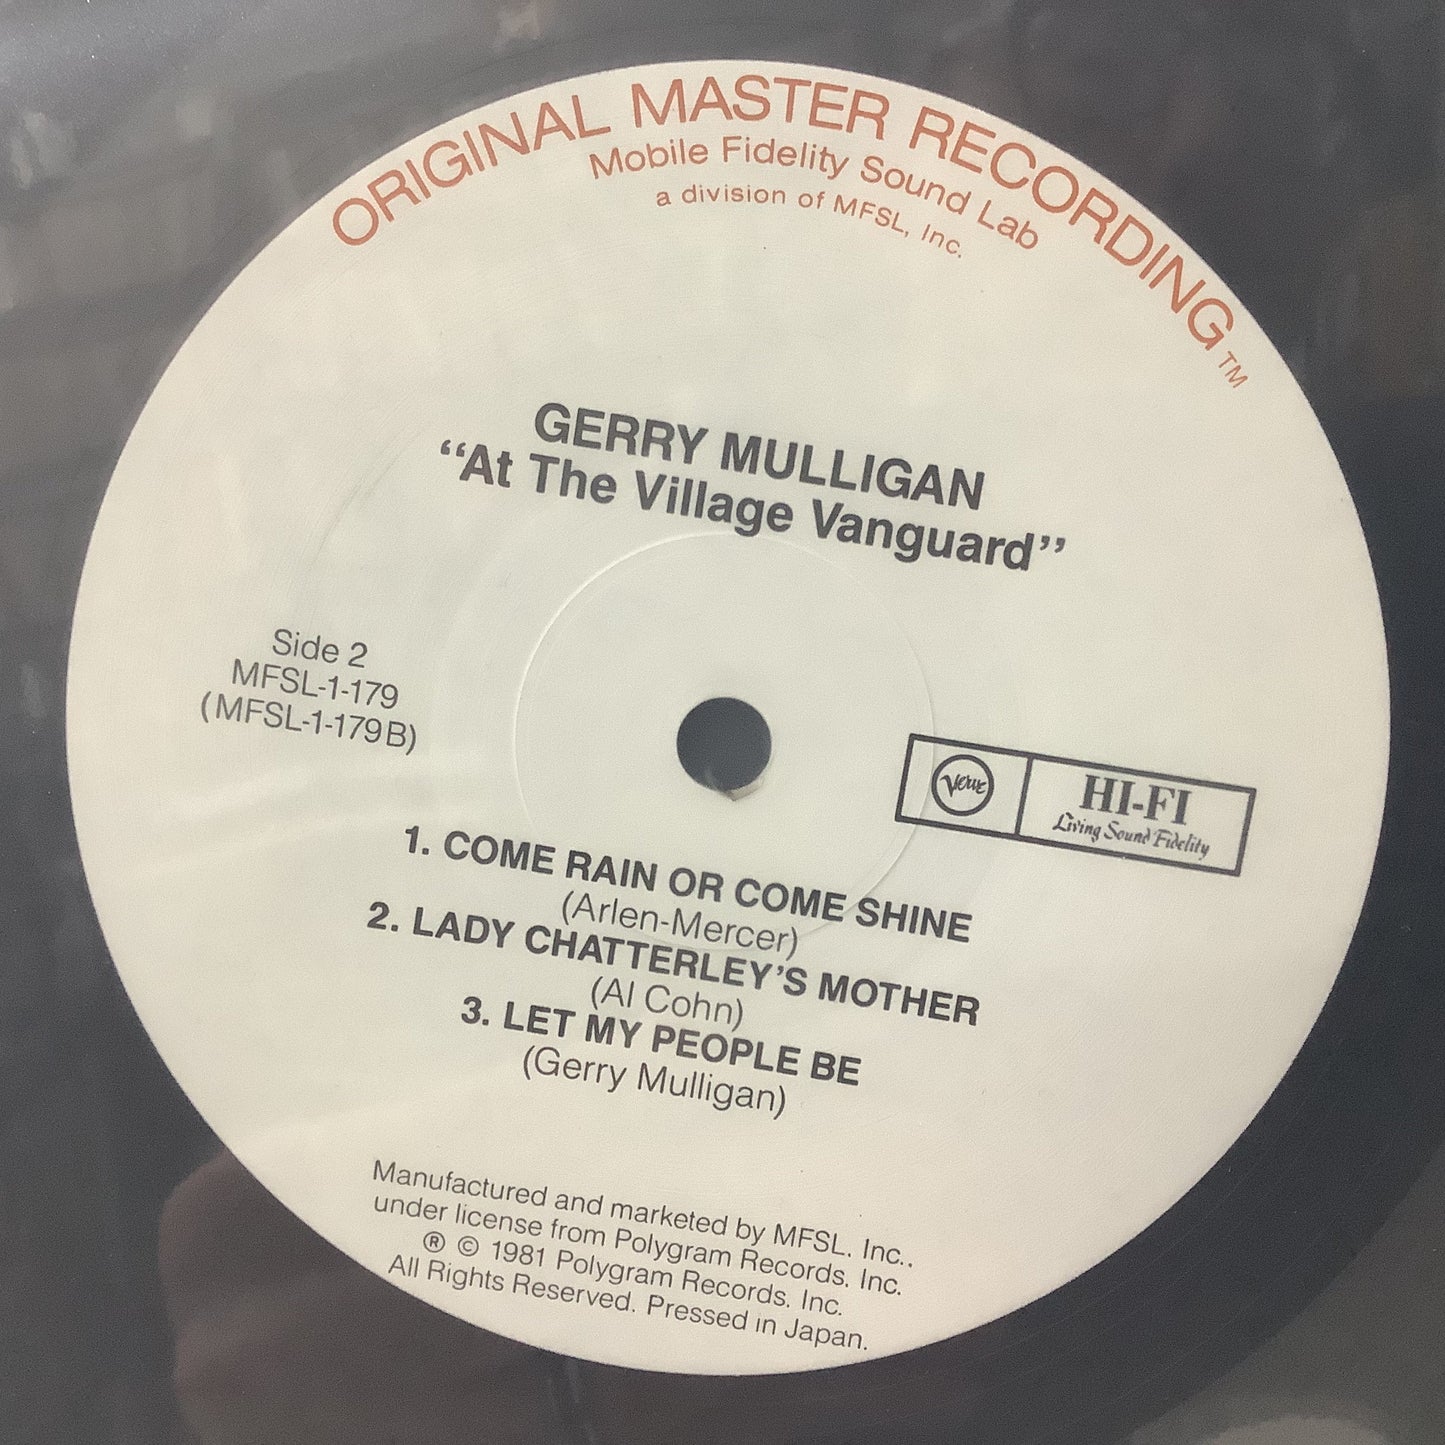 ORIGINAL MASTER RECORDING™
Mobile Fidelity Sound Lab
a division of MFSL, Inc.
GERRY MULLIGAN
“At The Village Vanguard”
Side 2
MFSL-1-179
(MFSL-1-179B)
Verve
HI-FI
Living Sound Fidelity
1. COME RAIN OR COME SHINE
(Arlen-Mercer)
2. LADY CHATTERLEY’S MOTHER
(Al Cohn)
3. LET MY PEOPLE BE
(Gerry Mulligan)
Manufactured and marketed by MFSL. Inc.,
under license from Polygram Records. Inc.
® © 1981 Polygram Records. Inc.
All Rights Reserved. Pressed in Japan.